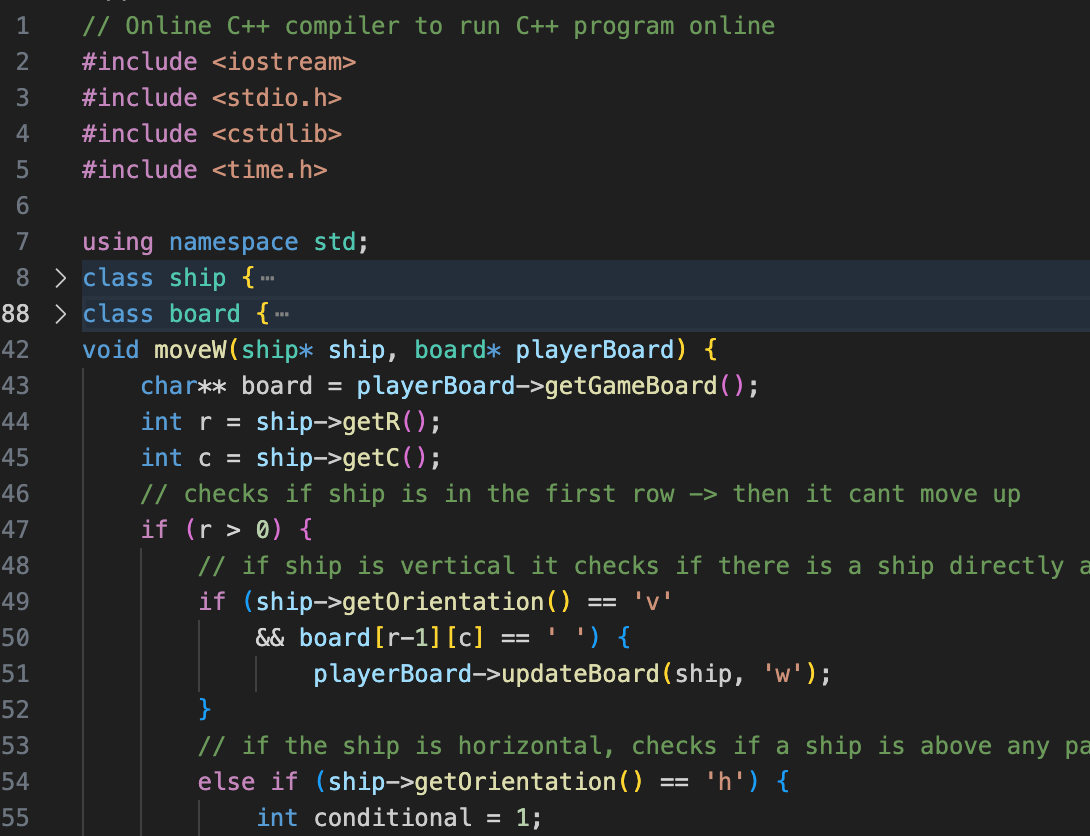 1 // Online C++ compiler to run C++ program online
2 #include <iostream>
3 #include <stdio.h>
4 #include <cstdlib>
5 #include <time.h>
6
7 using namespace std;
8 > class ship {⋯
88 > class board {⋯
42 void moveW(ship* ship, board* playerBoard) {
43     char** board = playerBoard->getGameBoard();
44     int r = ship->getR();
45     int c = ship->getC();
46     // checks if ship is in the first row -> then it cant move up
47     if (r > 0) {
48         // if ship is vertical it checks if there is a ship directly
49         if (ship->getOrientation() == 'v'
50             && board[r-1][c] == ' ') {
51                 playerBoard->updateBoard(ship, 'w');
52         }
53         // if the ship is horizontal, checks if a ship is above any
54         else if (ship->getOrientation() == 'h') {
55             int conditional = 1;